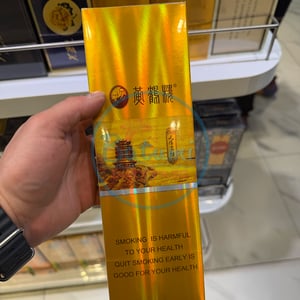 黄鹤楼®
SMOKING IS HARMFUL
TO YOUR HEALTH
QUIT SMOKING EARLY IS
GOOD FOR YOUR HEALTH